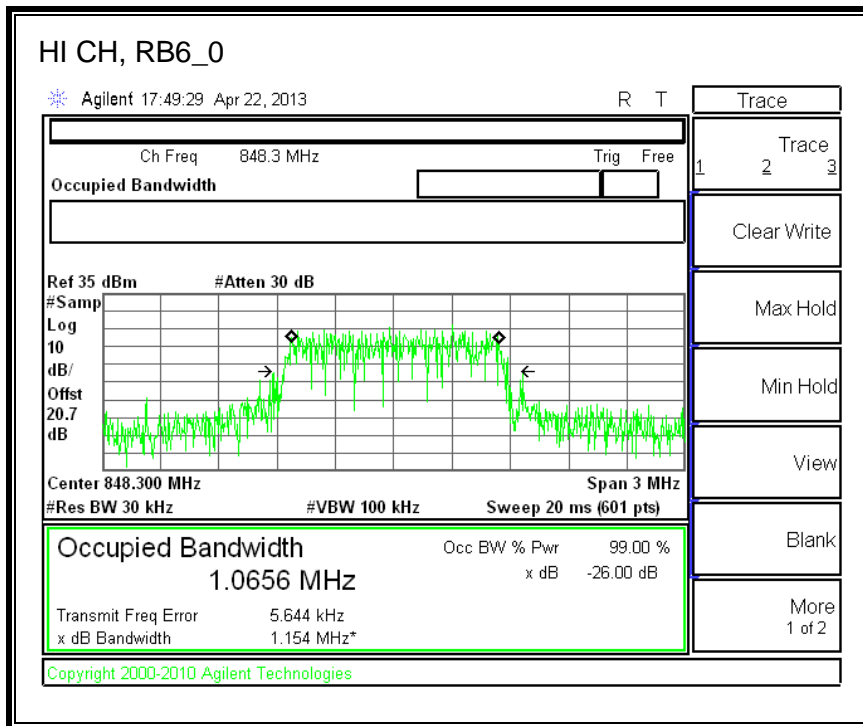 HI CH, RB6_0
Agilent 17:49:29 Apr 22, 2013 R T
Trace
Ch Freq 848.3 MHz Trig Free
Occupied Bandwidth
Trace
1 2 3
Clear Write
Max Hold
Min Hold
View
Blank
More
1 of 2
Ref 35 dBm #Atten 30 dB
#Samp
Log
10
dB/
Offst
20.7
dB
Center 848.300 MHz Span 3 MHz
#Res BW 30 kHz #VBW 100 kHz Sweep 20 ms (601 pts)
Occupied Bandwidth Occ BW % Pwr 99.00 %
1.0656 MHz x dB -26.00 dB
Transmit Freq Error 5.644 kHz
x dB Bandwidth 1.154 MHz*
Copyright 2000-2010 Agilent Technologies